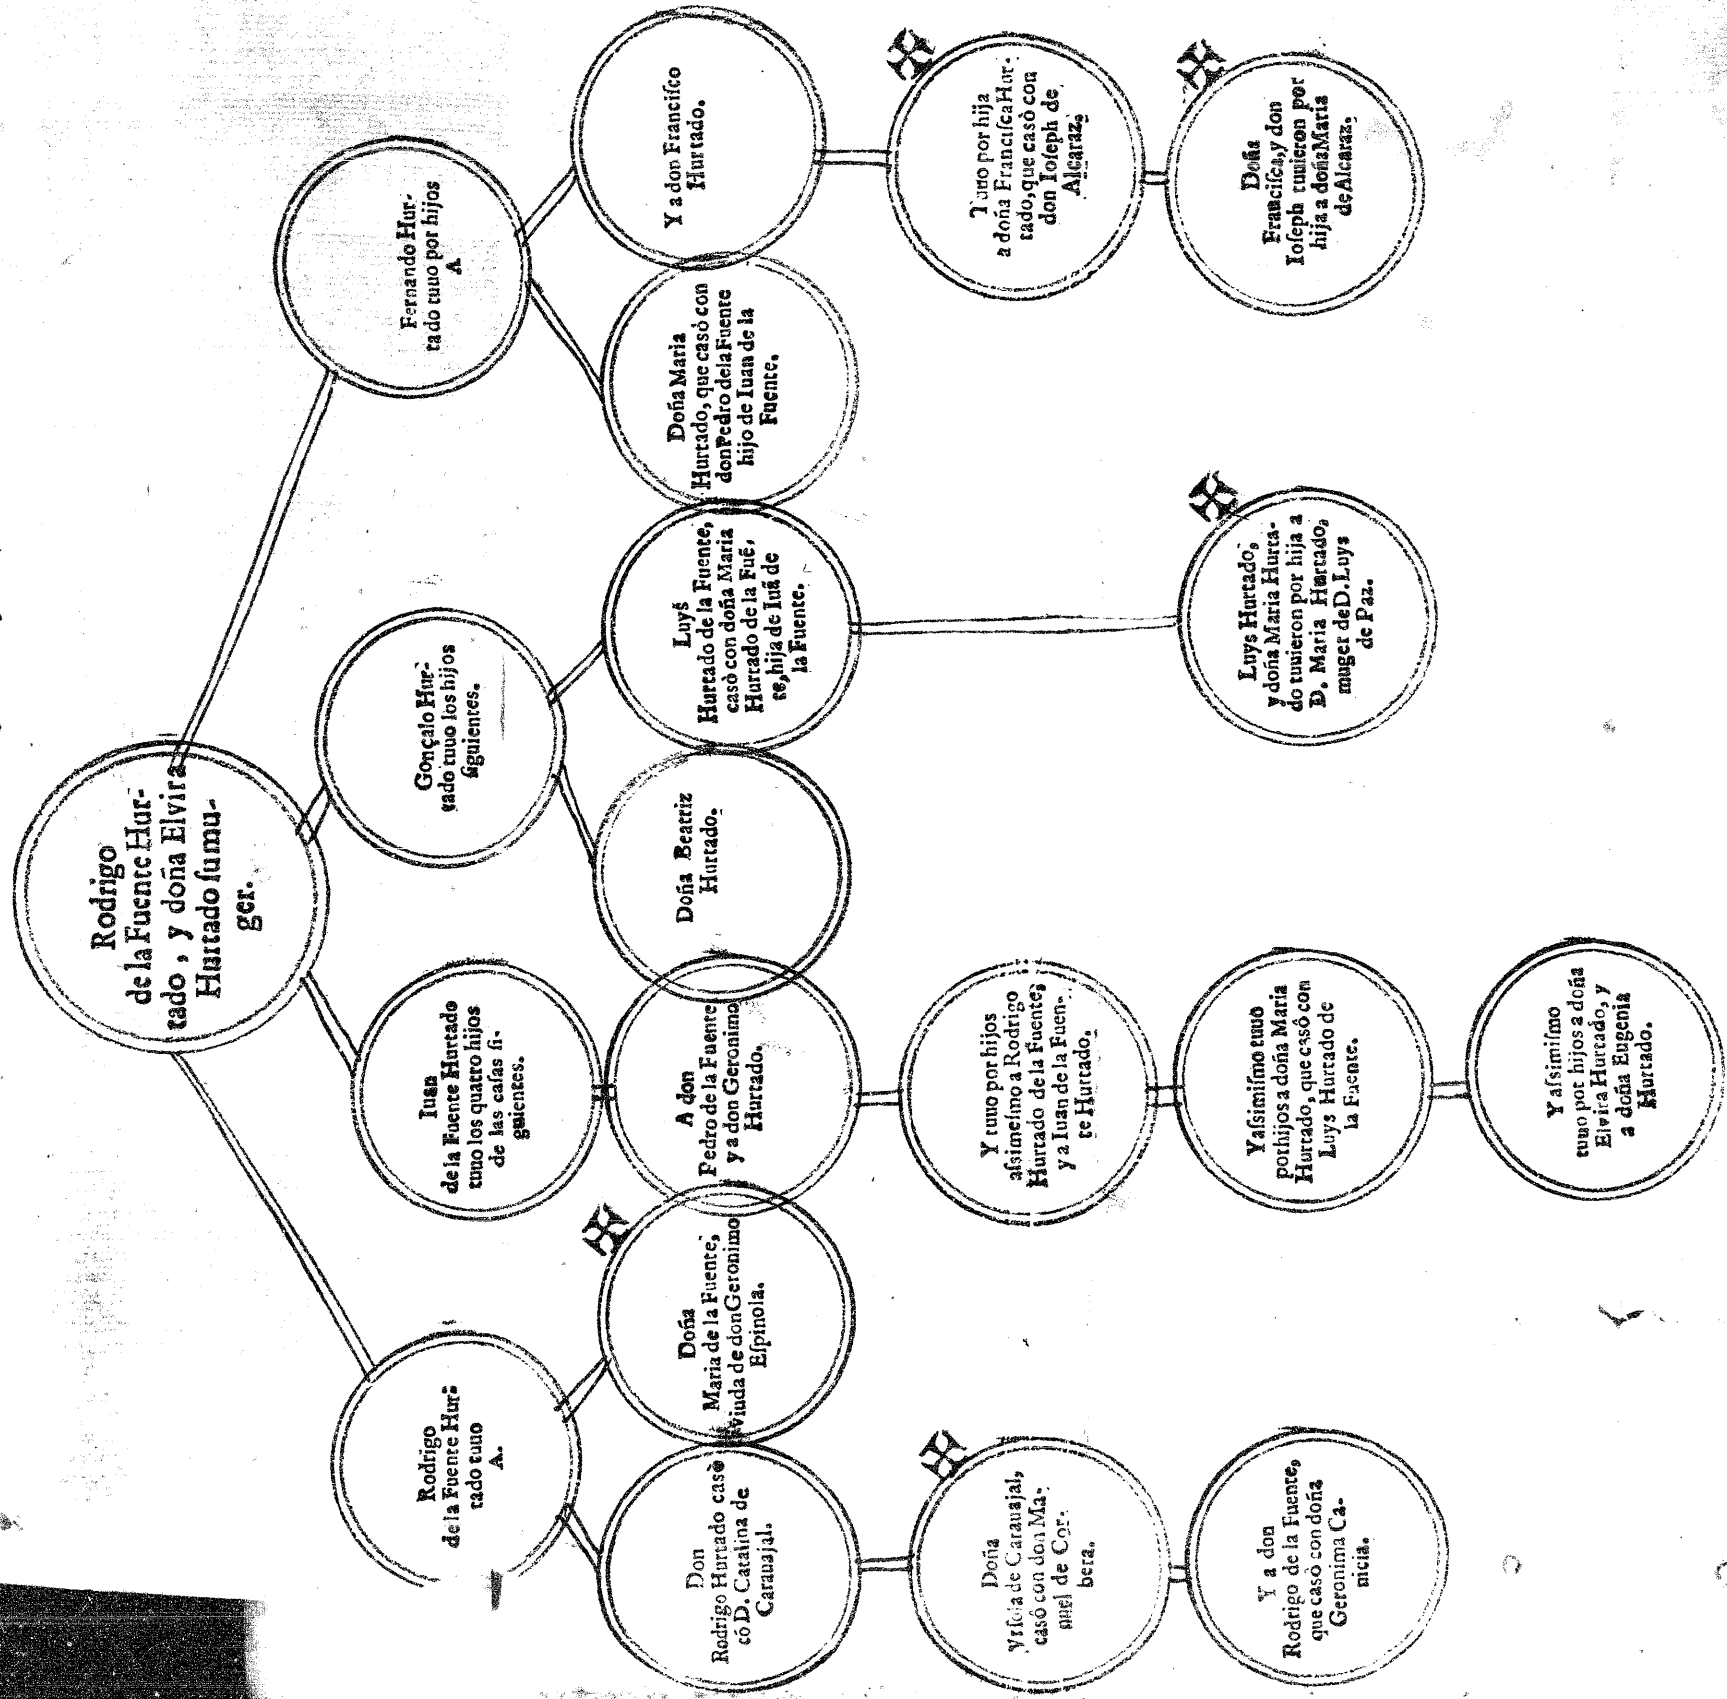 Rodrigo
de la Fuente Hur-
tado, y doña Elvira
Hurtado ſu mu-
ger.
Rodrigo
de la Fuente Hur-
tado tuuo
A.
Iuan
de la Fuente Hurtado
tuuo los quatro hijos
de las caſas ſi-
guientes.
Gonçalo Hur-
tado tuuo los hijos
ſiguientes.
Fernando Hur-
tado tuuo por hijos
A
Don
Rodrigo Hurtado casò
cõ D. Catalina de
Carauajal.
Doña
Maria de la Fuente,
viuda de don Geronimo
Eſpinola.
A don
Pedro de la Fuente
y a don Geronimo
Hurtado.
Doña Beatriz
Hurtado.
Luys
Hurtado de la Fuente,
casò con doña Maria
Hurtado de la Fuẽ-
te, hija de Iuã de
la Fuente.
Doña Maria
Hurtado, que casò con
don Pedro de la Fuente
hijo de Iuan de la
Fuente.
Y a don Franciſco
Hurtado.
Doña
Vrſola de Carauajal,
casó con don Ma-
nuel de Cor-
bera.
Y tuuo por hijos
aſsimeſmo a Rodrigo
Hurtado de la Fuente,
y a Iuan de la Fuen-
te Hurtado.
Tuuo por hija
a doña Franciſca Hur-
tado, que casò con
don Ioſeph de
Alcaraz.
Y a don
Rodrigo de la Fuente,
que casò con doña
Geronima Ca-
nicia.
Y aſsimiſmo tuuo
por hijos a doña Maria
Hurtado, que casó con
Luys Hurtado de
la Fuente.
Luys Hurtado,
y doña Maria Hurta-
do tuuieron por hija a
D. Maria Hurtado,
muger de D. Luys
de Paz.
Doña
Franciſca, y don
Ioſeph tuuieron por
hija a doña Maria
de Alcaraz.
Y aſsimiſmo
tuuo por hijos a doña
Elvira Hurtado, y
a doña Eugenia
Hurtado.